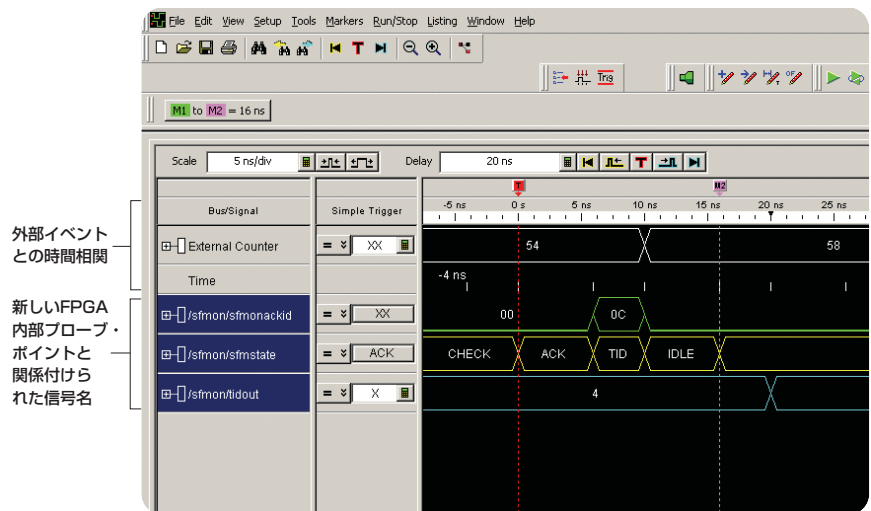 File Edit View Setup Tools Markers Run/Stop Listing Window Help
T
Trig
M1 to M2 = 16 ns
Scale 5 ns/div Delay 20 ns T
T M2
Bus/Signal Simple Trigger -5 ns 0 s 5 ns 10 ns 15 ns 20 ns 25 ns
外部イベント
との時間相関
External Counter = XX 54 58
Time -4 ns
新しいFPGA
内部プローブ・
ポイントと
関係付けら
れた信号名
/sfmon/sfmonackid = XX 00 0C
/sfmon/sfmstate = ACK CHECK ACK TID IDLE
/sfmon/tidout = X 4